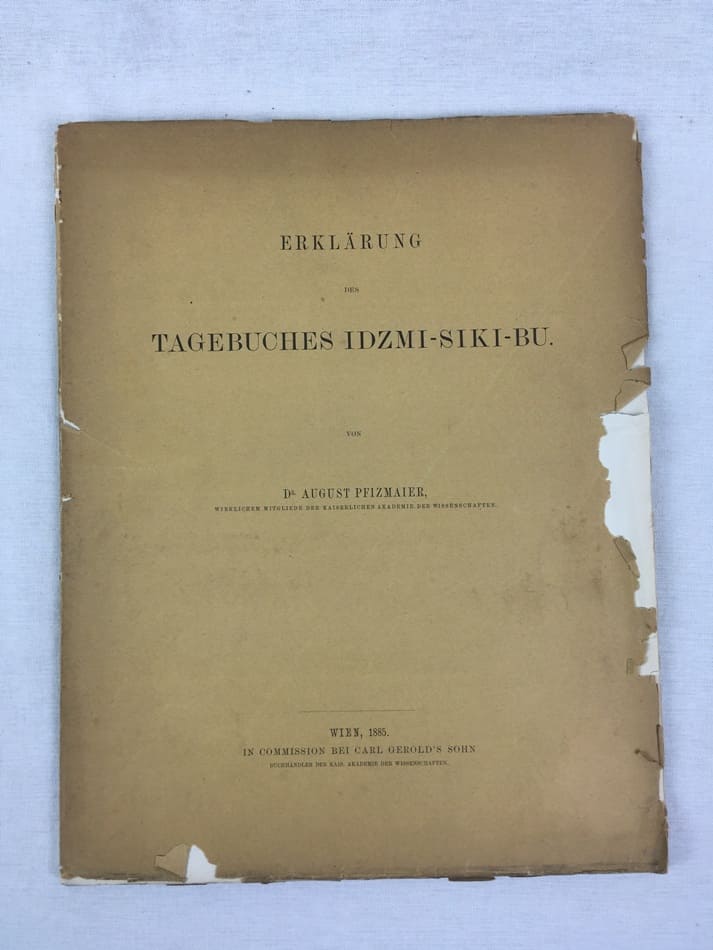 ERKLÄRUNG
DES
TAGEBUCHES IDZMI-SIKI-BU.
VON
DR. AUGUST PFIZMAIER,
WIRKLICHEM MITGLIEDE DER KAISERLICHEN AKADEMIE DER WISSENSCHAFTEN.
WIEN, 1885.
IN COMMISSION BEI CARL GEROLD'S SOHN
BUCHHÄNDLER DER KAIS. AKADEMIE DER WISSENSCHAFTEN.